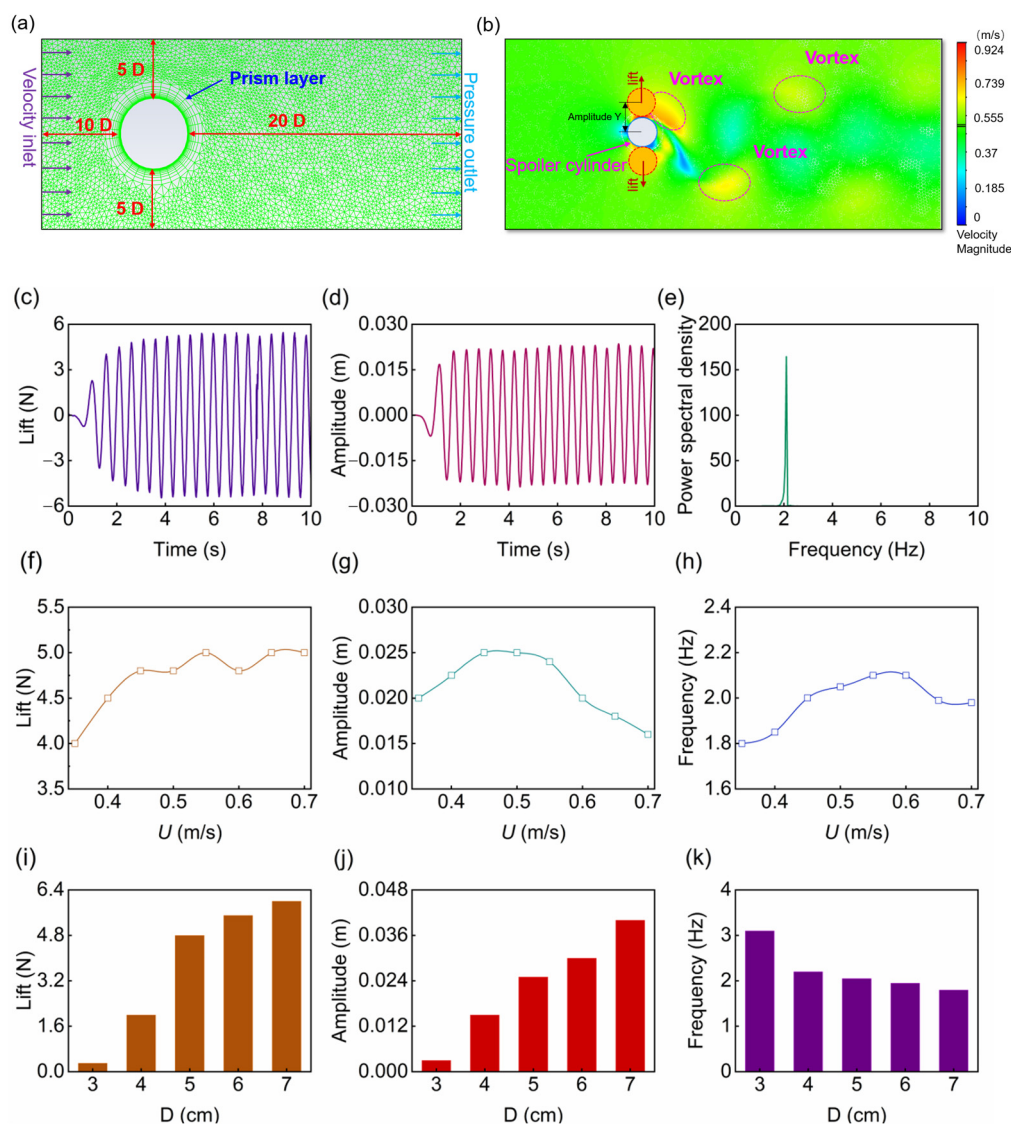 (a)
5 D
Prism layer
Velocity inlet
10 D
20 D
Pressure outlet
5 D
(b)
(m/s)
0.924
lift
Vortex
Vortex
0.739
Amplitude Y
0.555
Spoiler cylinder
Vortex
0.37
lift
0.185
0
Velocity
Magnitude
(c)
6
3
0
−3
−6
Lift (N)
0 2 4 6 8 10
Time (s)
(d)
0.030
0.015
0.000
-0.015
-0.030
Amplitude (m)
0 2 4 6 8 10
Time (s)
(e)
200
150
100
50
0
Power spectral density
0 2 4 6 8 10
Frequency (Hz)
(f)
5.5
5.0
4.5
4.0
3.5
Lift (N)
0.4 0.5 0.6 0.7
U (m/s)
(g)
0.030
0.025
0.020
0.015
0.010
Amplitude (m)
0.4 0.5 0.6 0.7
U (m/s)
(h)
2.4
2.2
2.0
1.8
1.6
Frequency (Hz)
0.4 0.5 0.6 0.7
U (m/s)
(i)
6.4
4.8
3.2
1.6
0.0
Lift (N)
3 4 5 6 7
D (cm)
(j)
0.048
0.036
0.024
0.012
0.000
Amplitude (m)
3 4 5 6 7
D (cm)
(k)
4
3
2
1
0
Frequency (Hz)
3 4 5 6 7
D (cm)